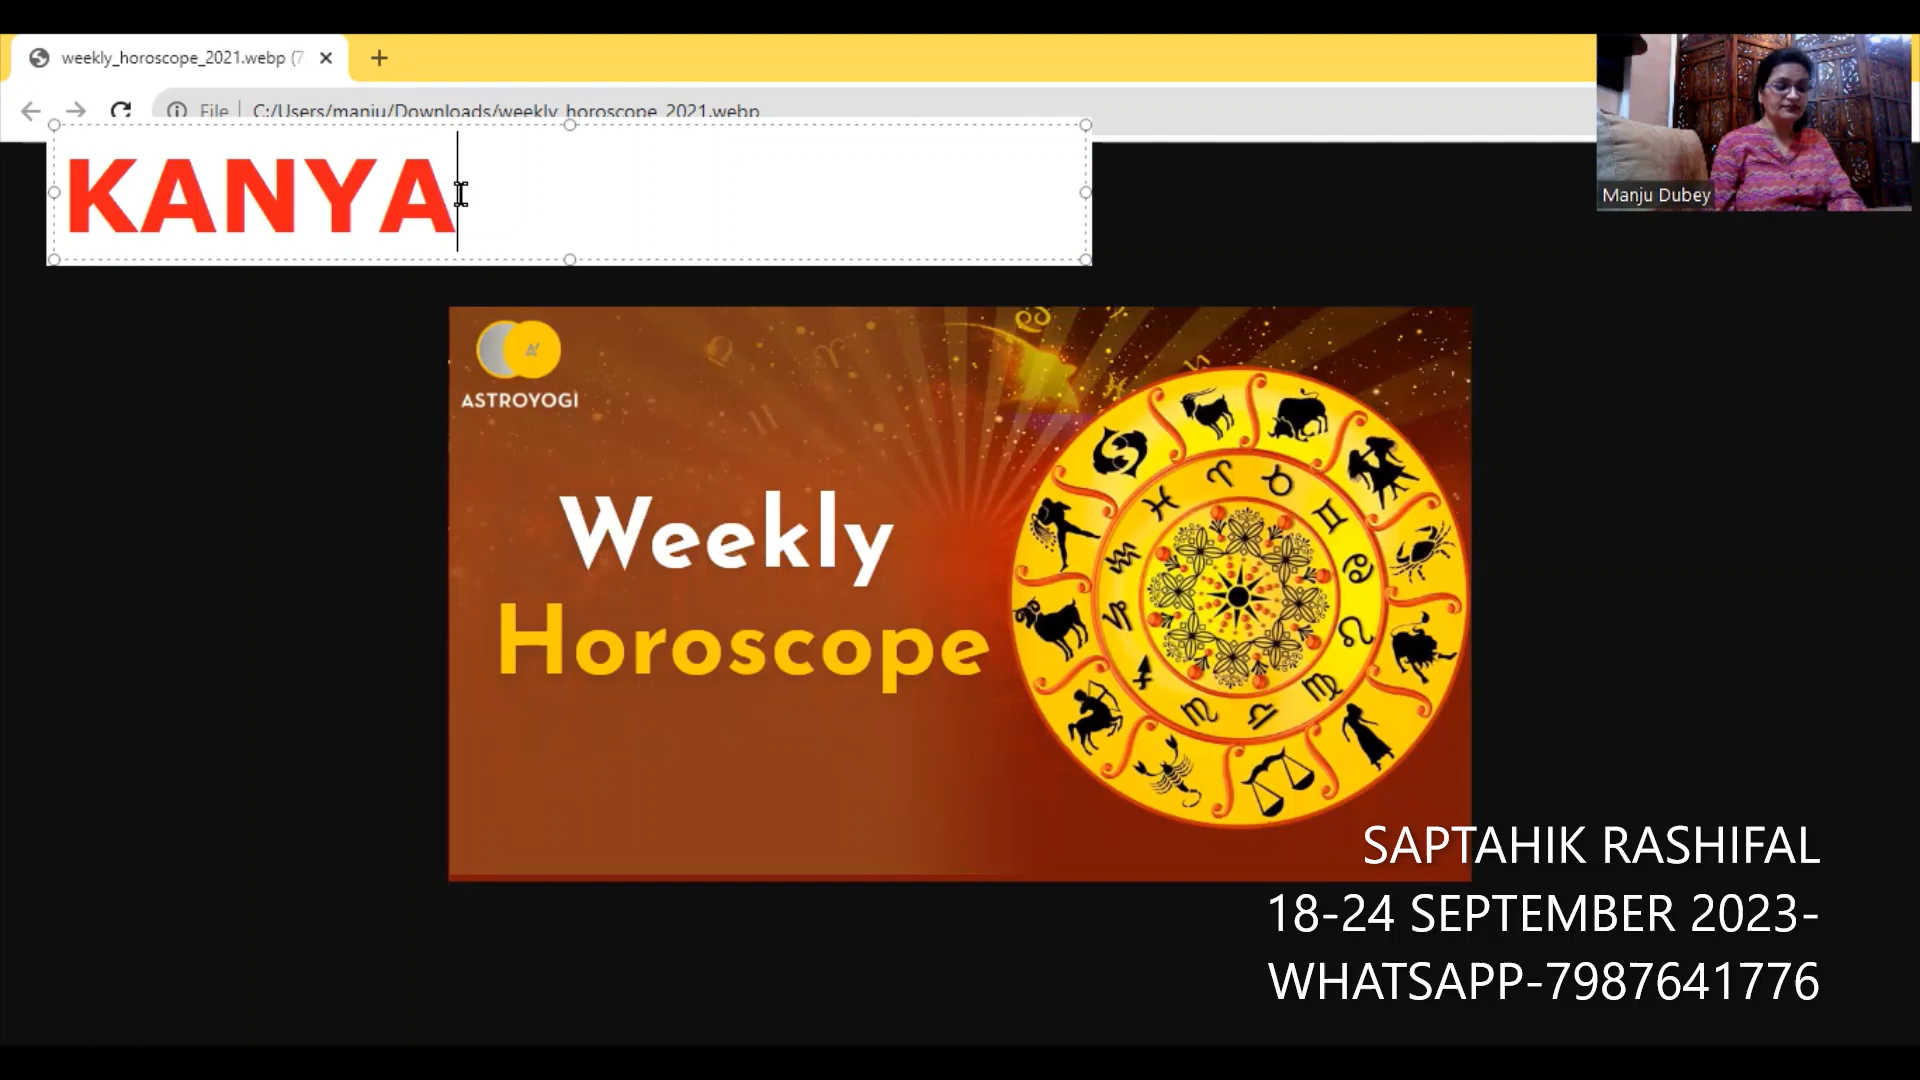 weekly_horoscope_2021.webp (7
File | C:/Users/manju/Downloads/weekly_horoscope_2021.webp
KANYA
Manju Dubey
ASTROYOGI
Weekly
Horoscope
SAPTAHIK RASHIFAL
18-24 SEPTEMBER 2023-
WHATSAPP-7987641776